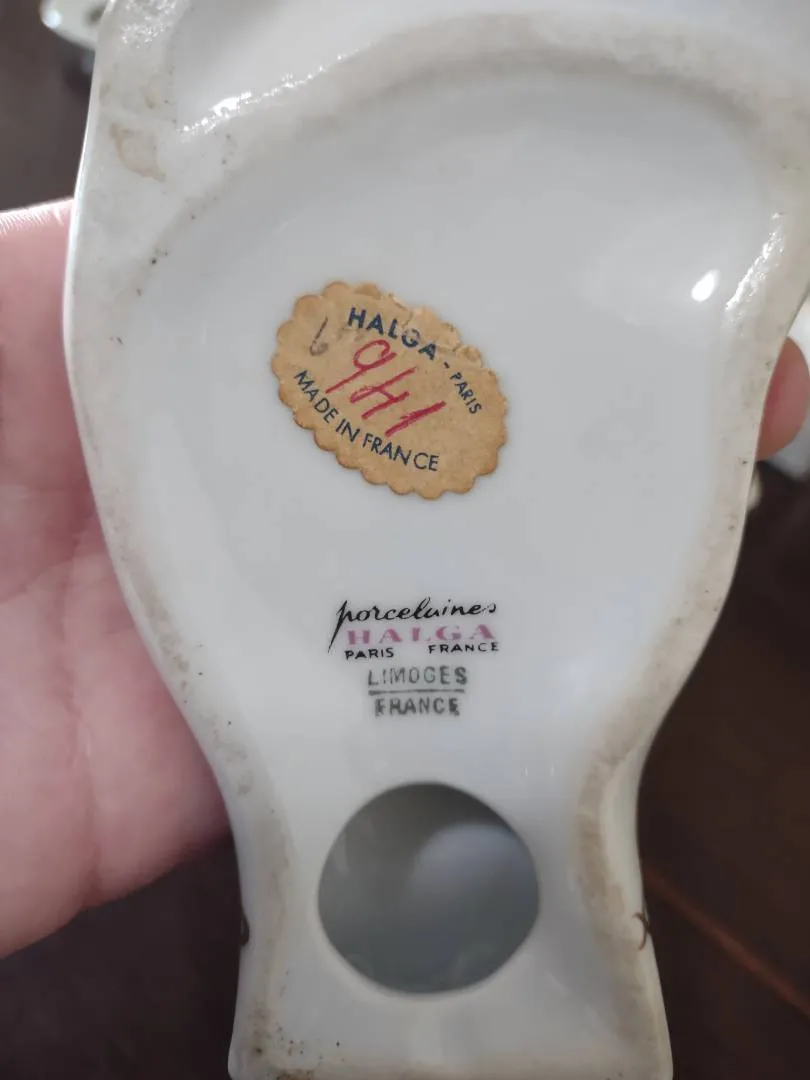 HALGA - PARIS
941
MADE IN FRANCE
porcelaines
HALGA
PARIS FRANCE
LIMOGES
FRANCE